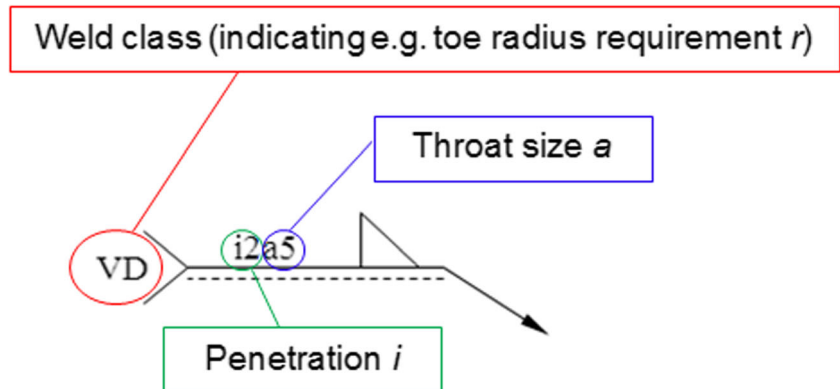 Weld class (indicating e.g. toe radius requirement r)
Throat size a
i2a5
VD
Penetration i